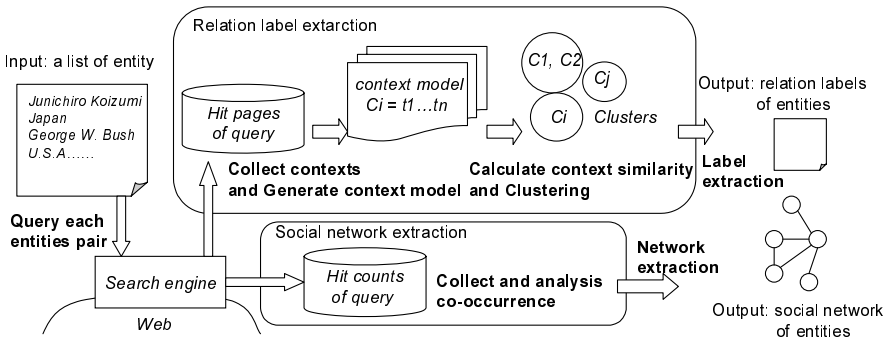 Relation label extarction
Input: a list of entity
Junichiro Koizumi
Japan
George W. Bush
U.S.A......
Query each
entities pair
Search engine
Web
Hit pages
of query
Collect contexts
and Generate context model
context model
Ci = t1...tn
C1, C2
Cj
Ci
Clusters
Calculate context similarity
and Clustering
Label
extraction
Output: relation labels
of entities
Social network extraction
Hit counts
of query
Collect and analysis
co-occurrence
Network
extraction
Output: social network
of entities